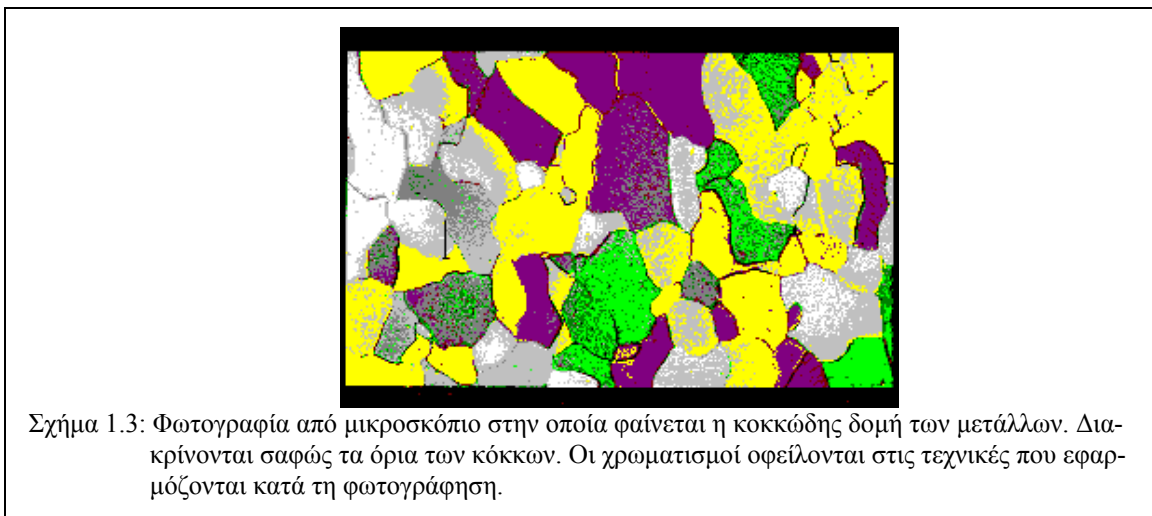 Σχήμα 1.3: Φωτογραφία από μικροσκόπιο στην οποία φαίνεται η κοκκώδης δομή των μετάλλων. Δια-
κρίνονται σαφώς τα όρια των κόκκων. Οι χρωματισμοί οφείλονται στις τεχνικές που εφαρ-
μόζονται κατά τη φωτογράφηση.